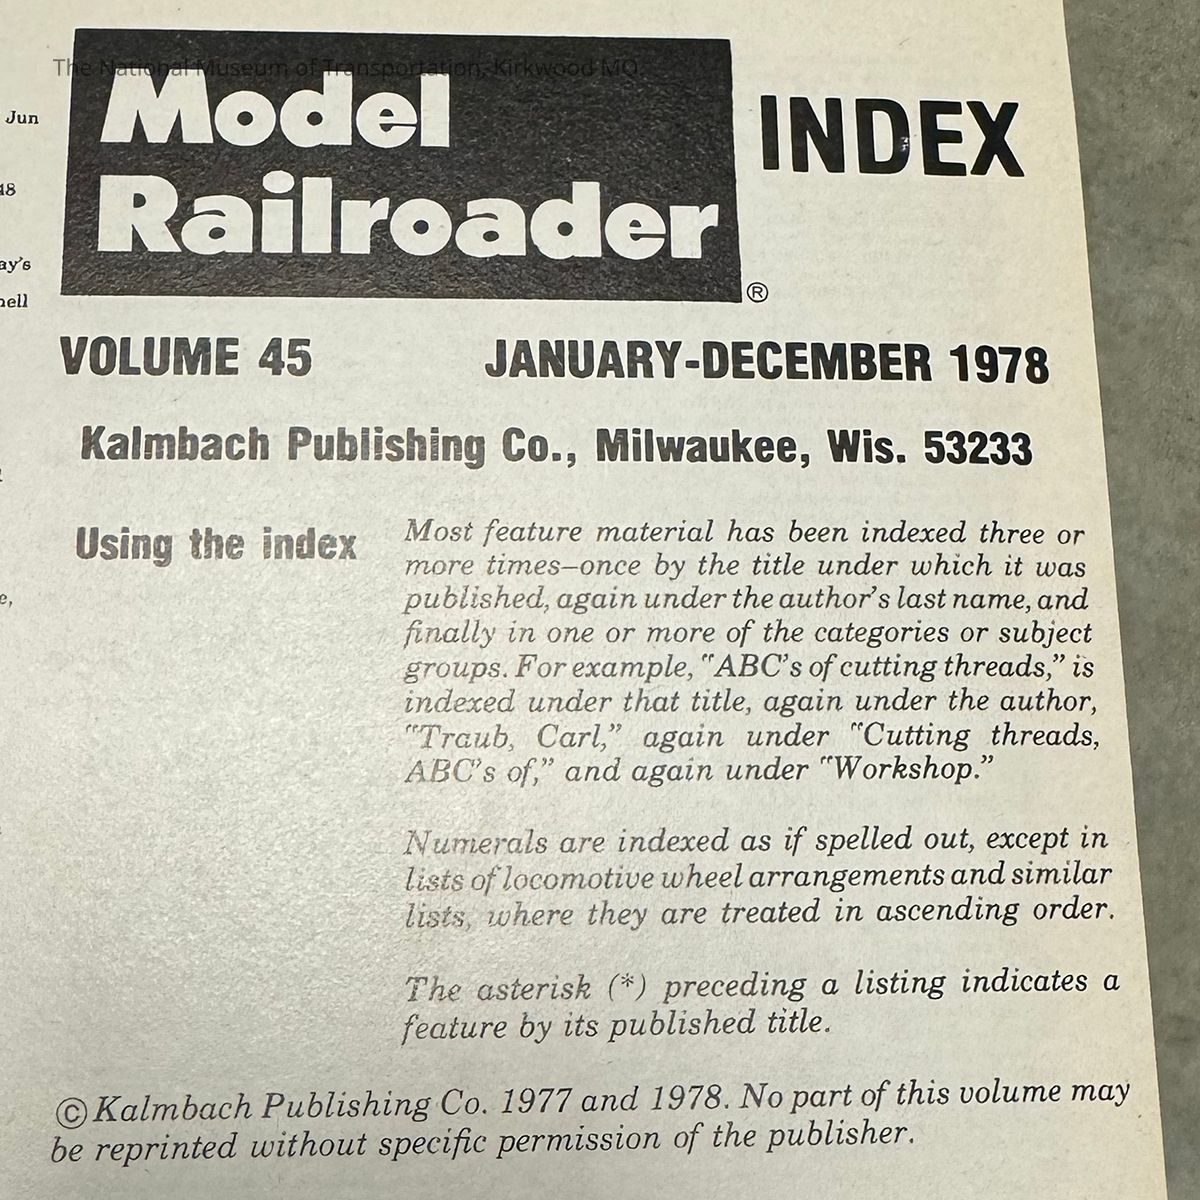 The National Museum of Transportation, Kirkwood MO.
Model
Railroader
®
INDEX
VOLUME 45 JANUARY-DECEMBER 1978
Kalmbach Publishing Co., Milwaukee, Wis. 53233
Using the index
Most feature material has been indexed three or
more times—once by the title under which it was
published, again under the author's last name, and
finally in one or more of the categories or subject
groups. For example, "ABC's of cutting threads," is
indexed under that title, again under the author,
"Traub, Carl," again under "Cutting threads,
ABC's of," and again under "Workshop."
Numerals are indexed as if spelled out, except in
lists of locomotive wheel arrangements and similar
lists, where they are treated in ascending order.
The asterisk (*) preceding a listing indicates a
feature by its published title.
© Kalmbach Publishing Co. 1977 and 1978. No part of this volume may
be reprinted without specific permission of the publisher.
Jun